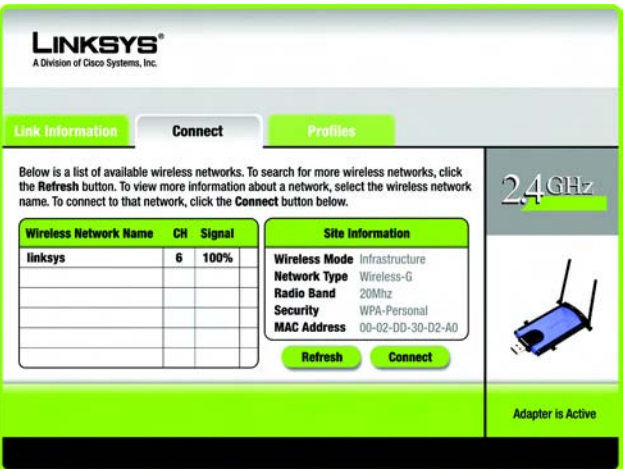 LINKSYS®
A Division of Cisco Systems, Inc.
Link Information Connect Profiles
Below is a list of available wireless networks. To search for more wireless networks, click
the Refresh button. To view more information about a network, select the wireless network
name. To connect to that network, click the Connect button below.
2.4GHz
Wireless Network Name CH Signal
linksys 6 100%
Site Information
Wireless Mode Infrastructure
Network Type Wireless-G
Radio Band 20Mhz
Security WPA-Personal
MAC Address 00-02-DD-30-D2-A0
Refresh Connect
Adapter is Active